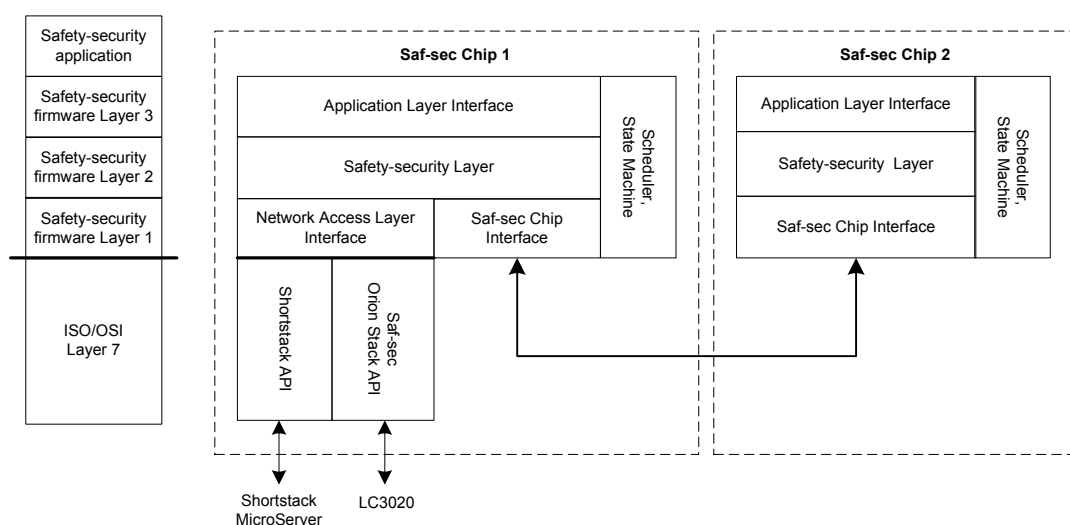 Safety-security
application
Safety-security
firmware Layer 3
Safety-security
firmware Layer 2
Safety-security
firmware Layer 1
ISO/OSI
Layer 7
Saf-sec Chip 1
Application Layer Interface
Safety-security Layer
Network Access Layer
Interface
Saf-sec Chip
Interface
Scheduler,
State Machine
Shortstack API
Saf-sec
Orion Stack API
Shortstack
MicroServer
LC3020
Saf-sec Chip 2
Application Layer Interface
Safety-security Layer
Saf-sec Chip Interface
Scheduler,
State Machine